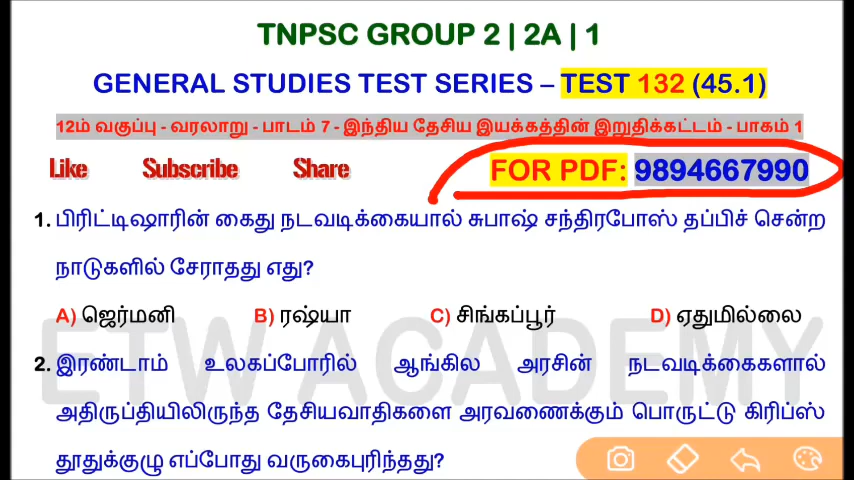 TNPSC GROUP 2 | 2A | 1
GENERAL STUDIES TEST SERIES – TEST 132 (45.1)
12ம் வகுப்பு - வரலாறு - பாடம் 7 - இந்திய தேசிய இயக்கத்தின் இறுதிக்கட்டம் - பாகம் 1
Like Subscribe Share FOR PDF: 9894667990
1. பிரிட்டிஷாரின் கைது நடவடிக்கையால் சுபாஷ் சந்திரபோஸ் தப்பிச் சென்ற
நாடுகளில் சேராதது எது?
A) ஜெர்மனி B) ரஷ்யா C) சிங்கப்பூர் D) ஏதுமில்லை
ETW ACADEMY
2. இரண்டாம் உலகப்போரில் ஆங்கில அரசின் நடவடிக்கைகளால்
அதிருப்தியிலிருந்த தேசியவாதிகளை அரவணைக்கும் பொருட்டு கிரிப்ஸ்
தூதுக்குழு எப்போது வருகைபுரிந்தது?